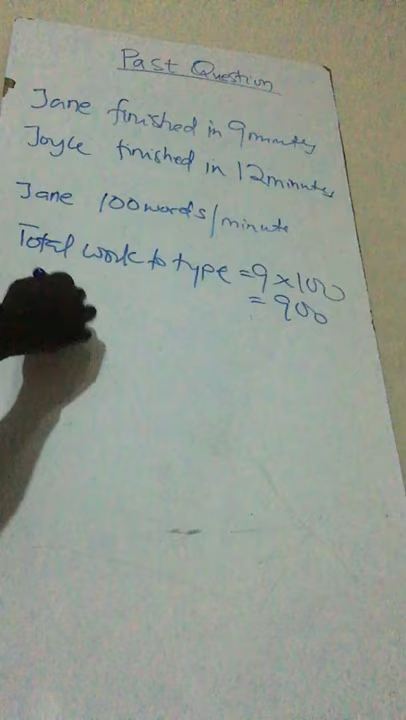 Past Question
Jane finished in 9minutes
Joyce finished in 12minutes
Jane 100words/minute
Total work to type = 9 x 100
= 900